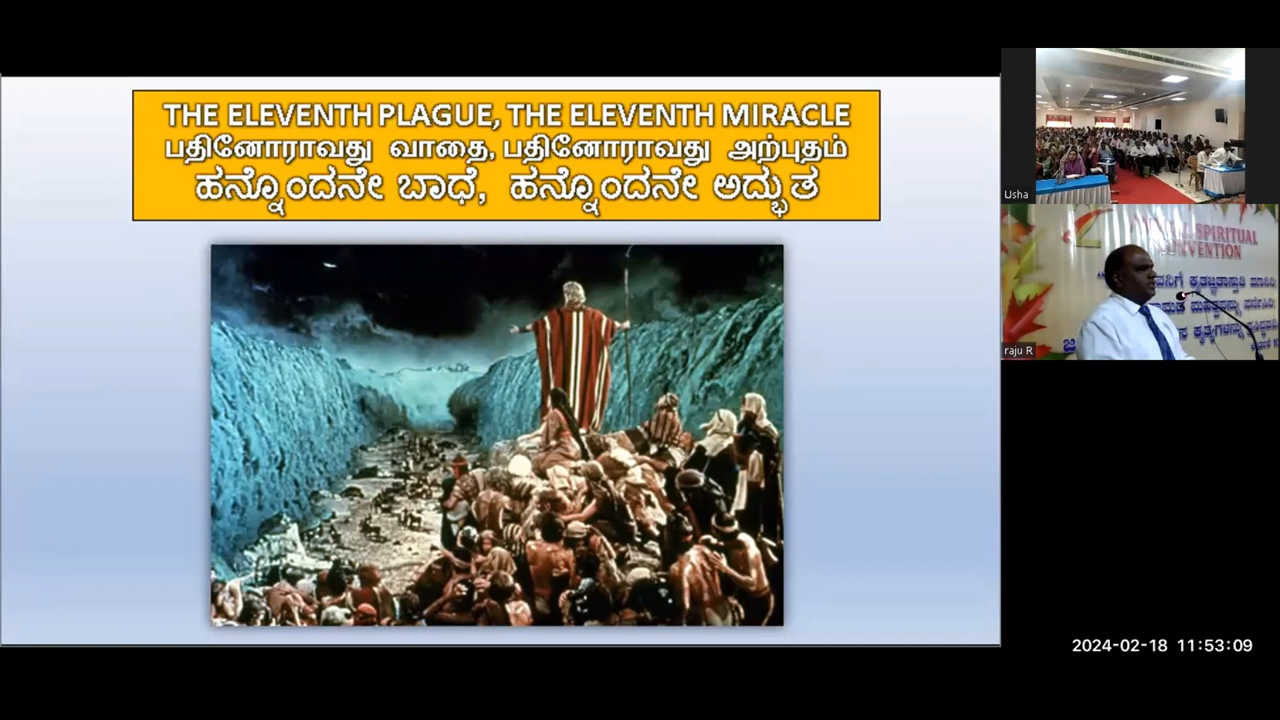 THE ELEVENTH PLAGUE, THE ELEVENTH MIRACLE
பதினோராவது வாதை, பதினோராவது அற்புதம்
ಹನ್ನೊಂದನೇ ಬಾಧೆ, ಹನ್ನೊಂದನೇ ಅದ್ಭುತ
Usha
SPIRITUAL
CONVENTION
raju R
2024-02-18 11:53:09